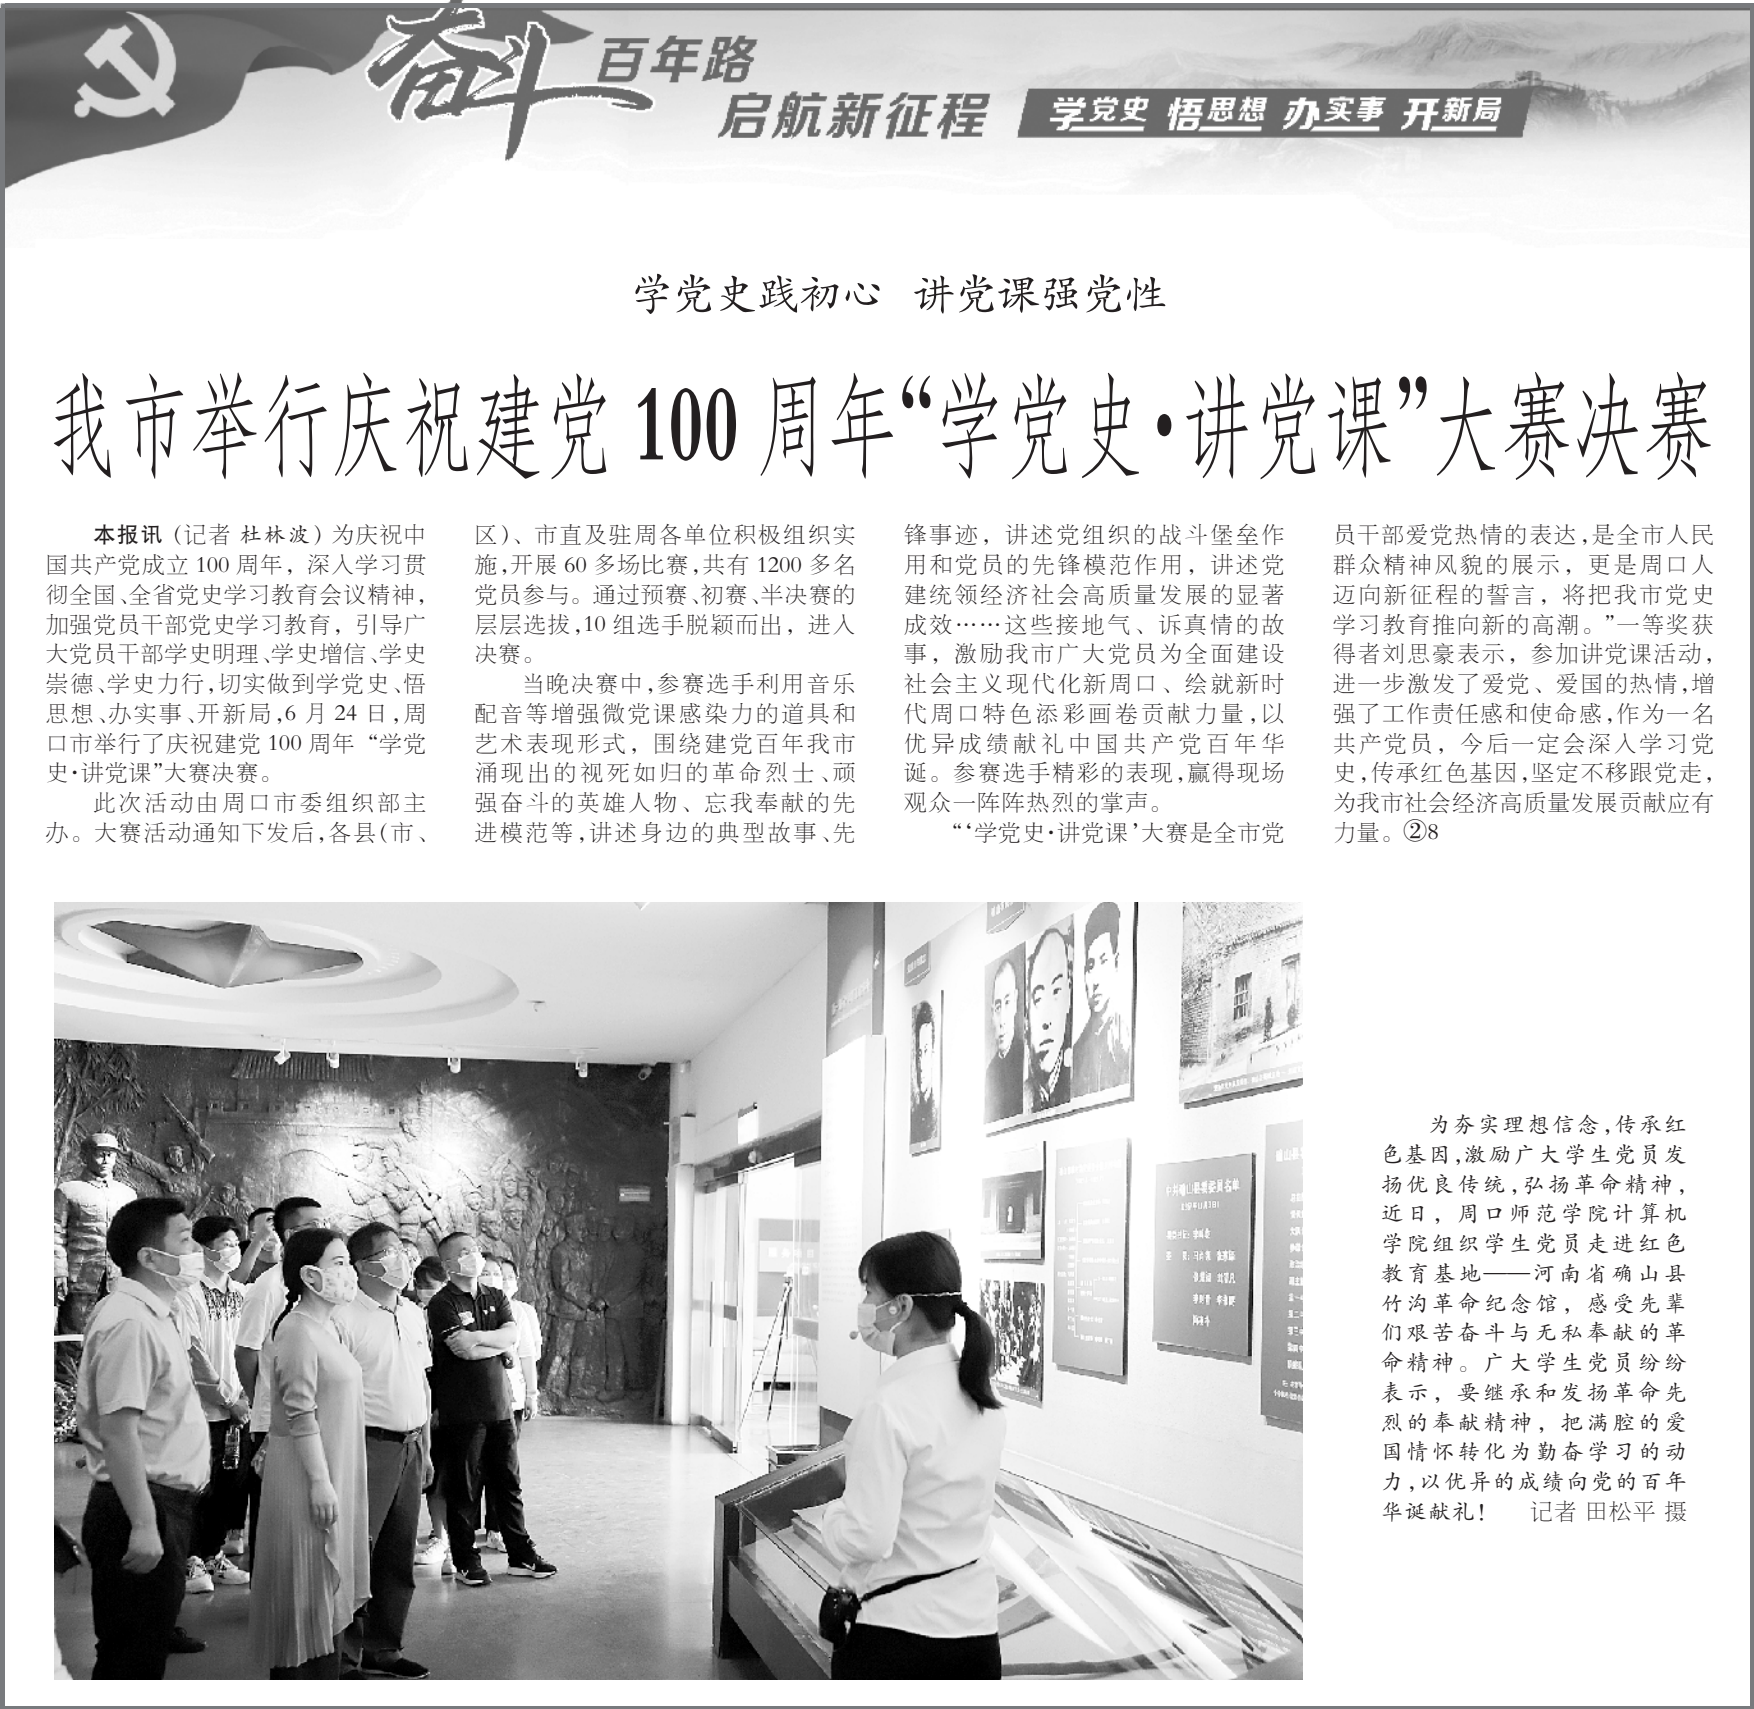 奋斗百年路
启航新征程
学党史 悟思想 办实事 开新局
学党史践初心 讲党课强党性
我市举行庆祝建党100周年“学党史·讲党课”大赛决赛
本报讯（记者 杜林波）为庆祝中
国共产党成立100周年，深入学习贯
彻全国、全省党史学习教育会议精神，
加强党员干部党史学习教育，引导广
大党员干部学史明理、学史增信、学史
崇德、学史力行，切实做到学党史、悟
思想、办实事、开新局，6月24日，周
口市举行了庆祝建党100周年“学党
史·讲党课”大赛决赛。
此次活动由周口市委组织部主
办。大赛活动通知下发后，各县（市、
区）、市直及驻周各单位积极组织实
施，开展60多场比赛，共有1200多名
党员参与。通过预赛、初赛、半决赛的
层层选拔，10组选手脱颖而出，进入
决赛。
当晚决赛中，参赛选手利用音乐
配音等增强微党课感染力的道具和
艺术表现形式，围绕建党百年我市
涌现出的视死如归的革命烈士、顽
强奋斗的英雄人物、忘我奉献的先
进模范等，讲述身边的典型故事、先
锋事迹，讲述党组织的战斗堡垒作
用和党员的先锋模范作用，讲述党
建统领经济社会高质量发展的显著
成效……这些接地气、诉真情的故
事，激励我市广大党员为全面建设
社会主义现代化新周口、绘就新时
代周口特色添彩画卷贡献力量，以
优异成绩献礼中国共产党百年华
诞。参赛选手精彩的表现，赢得现场
观众一阵阵热烈的掌声。
“‘学党史·讲党课’大赛是全市党
员干部爱党热情的表达，是全市人民
群众精神风貌的展示，更是周口人
迈向新征程的誓言，将把我市党史
学习教育推向新的高潮。”一等奖获
得者刘思豪表示，参加讲党课活动，
进一步激发了爱党、爱国的热情，增
强了工作责任感和使命感，作为一名
共产党员，今后一定会深入学习党
史，传承红色基因，坚定不移跟党走，
为我市社会经济高质量发展贡献应有
力量。②8
为夯实理想信念，传承红
色基因，激励广大学生党员发
扬优良传统，弘扬革命精神，
近日，周口师范学院计算机
学院组织学生党员走进红色
教育基地——河南省确山县
竹沟革命纪念馆，感受先辈
们艰苦奋斗与无私奉献的革
命精神。广大学生党员纷纷
表示，要继承和发扬革命先
烈的奉献精神，把满腔的爱
国情怀转化为勤奋学习的动
力，以优异的成绩向党的百年
华诞献礼！ 记者 田松平 摄